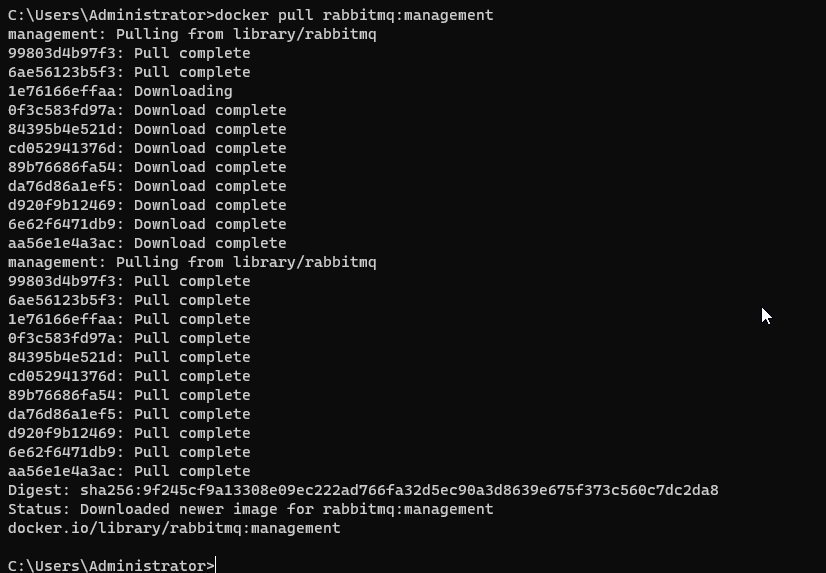 C:\Users\Administrator>docker pull rabbitmq:management
management: Pulling from library/rabbitmq
99803d4b97f3: Pull complete
6ae56123b5f3: Pull complete
1e76166effaa: Downloading
0f3c583fd97a: Download complete
84395b4e521d: Download complete
cd052941376d: Download complete
89b76686fa54: Download complete
da76d86a1ef5: Download complete
d920f9b12469: Download complete
6e62f6471db9: Download complete
aa56e1e4a3ac: Download complete
management: Pulling from library/rabbitmq
99803d4b97f3: Pull complete
6ae56123b5f3: Pull complete
1e76166effaa: Pull complete
0f3c583fd97a: Pull complete
84395b4e521d: Pull complete
cd052941376d: Pull complete
89b76686fa54: Pull complete
da76d86a1ef5: Pull complete
d920f9b12469: Pull complete
6e62f6471db9: Pull complete
aa56e1e4a3ac: Pull complete
Digest: sha256:9f245cf9a13308e09ec222ad766fa32d5ec90a3d8639e675f373c560c7dc2da8
Status: Downloaded newer image for rabbitmq:management
docker.io/library/rabbitmq:management
C:\Users\Administrator>